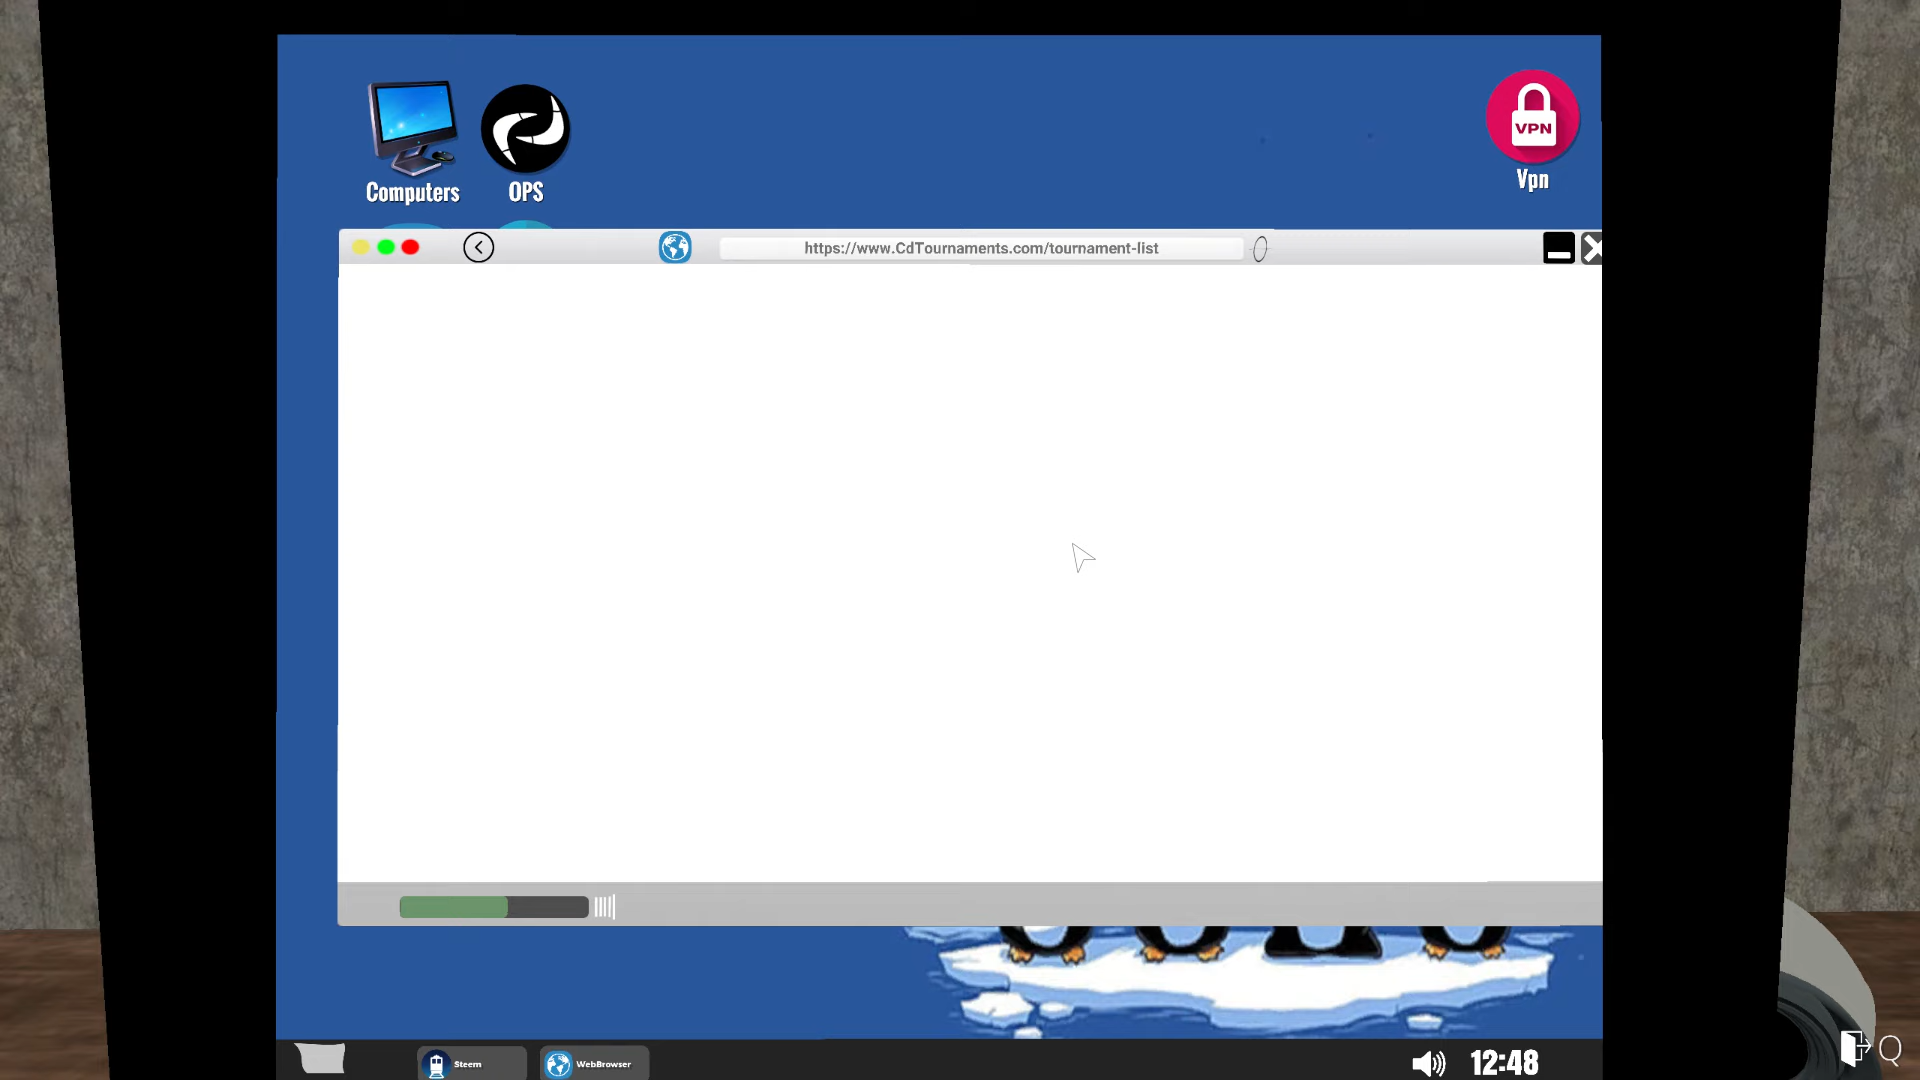 VPN
Computers
OPS
Vpn
https://www.CdTournaments.com/tournament-list
Steem
WebBrowser
12:48
Q